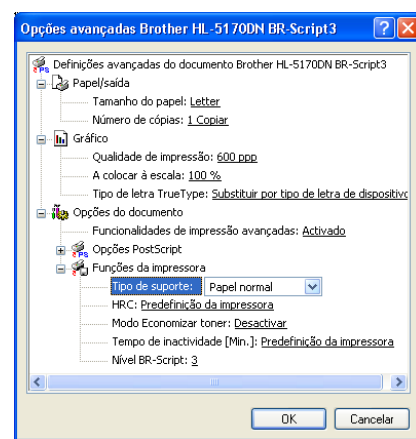 Opções avançadas Brother HL-5170DN BR-Script3
Definições avançadas do documento Brother HL-5170DN BR-Script3
Papel/saída
Tamanho do papel: Letter
Número de cópias: 1 Copiar
Gráfico
Qualidade de impressão: 600 ppp
A colocar à escala: 100 %
Tipo de letra TrueType: Substituir por tipo de letra de dispositivo
Opções do documento
Funcionalidades de impressão avançadas: Activado
Opções PostScript
Funções da impressora
Tipo de suporte: Papel normal
HRC: Predefinição da impressora
Modo Economizar toner: Desactivar
Tempo de inactividade [Min.]: Predefinição da impressora
Nível BR-Script: 3
OK Cancelar